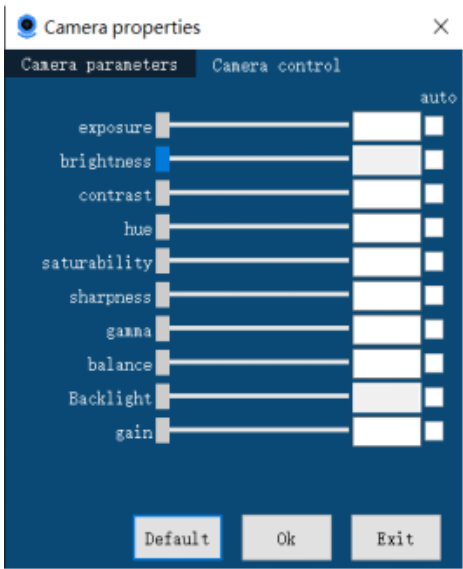 Camera properties
Camera parameters
Camera control
auto
exposure
brightness
contrast
hue
saturability
sharpness
gamma
balance
Backlight
gain
Default
Ok
Exit